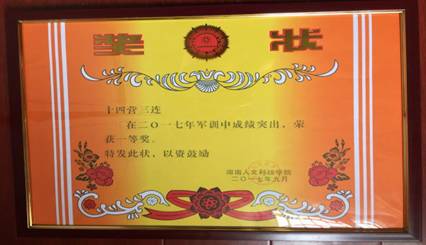 奖状
十四营三连
在二〇一七年军训中成绩突出，荣
获一等奖。
特发此状，以资鼓励
湖南人文科技学院
二〇一七年九月